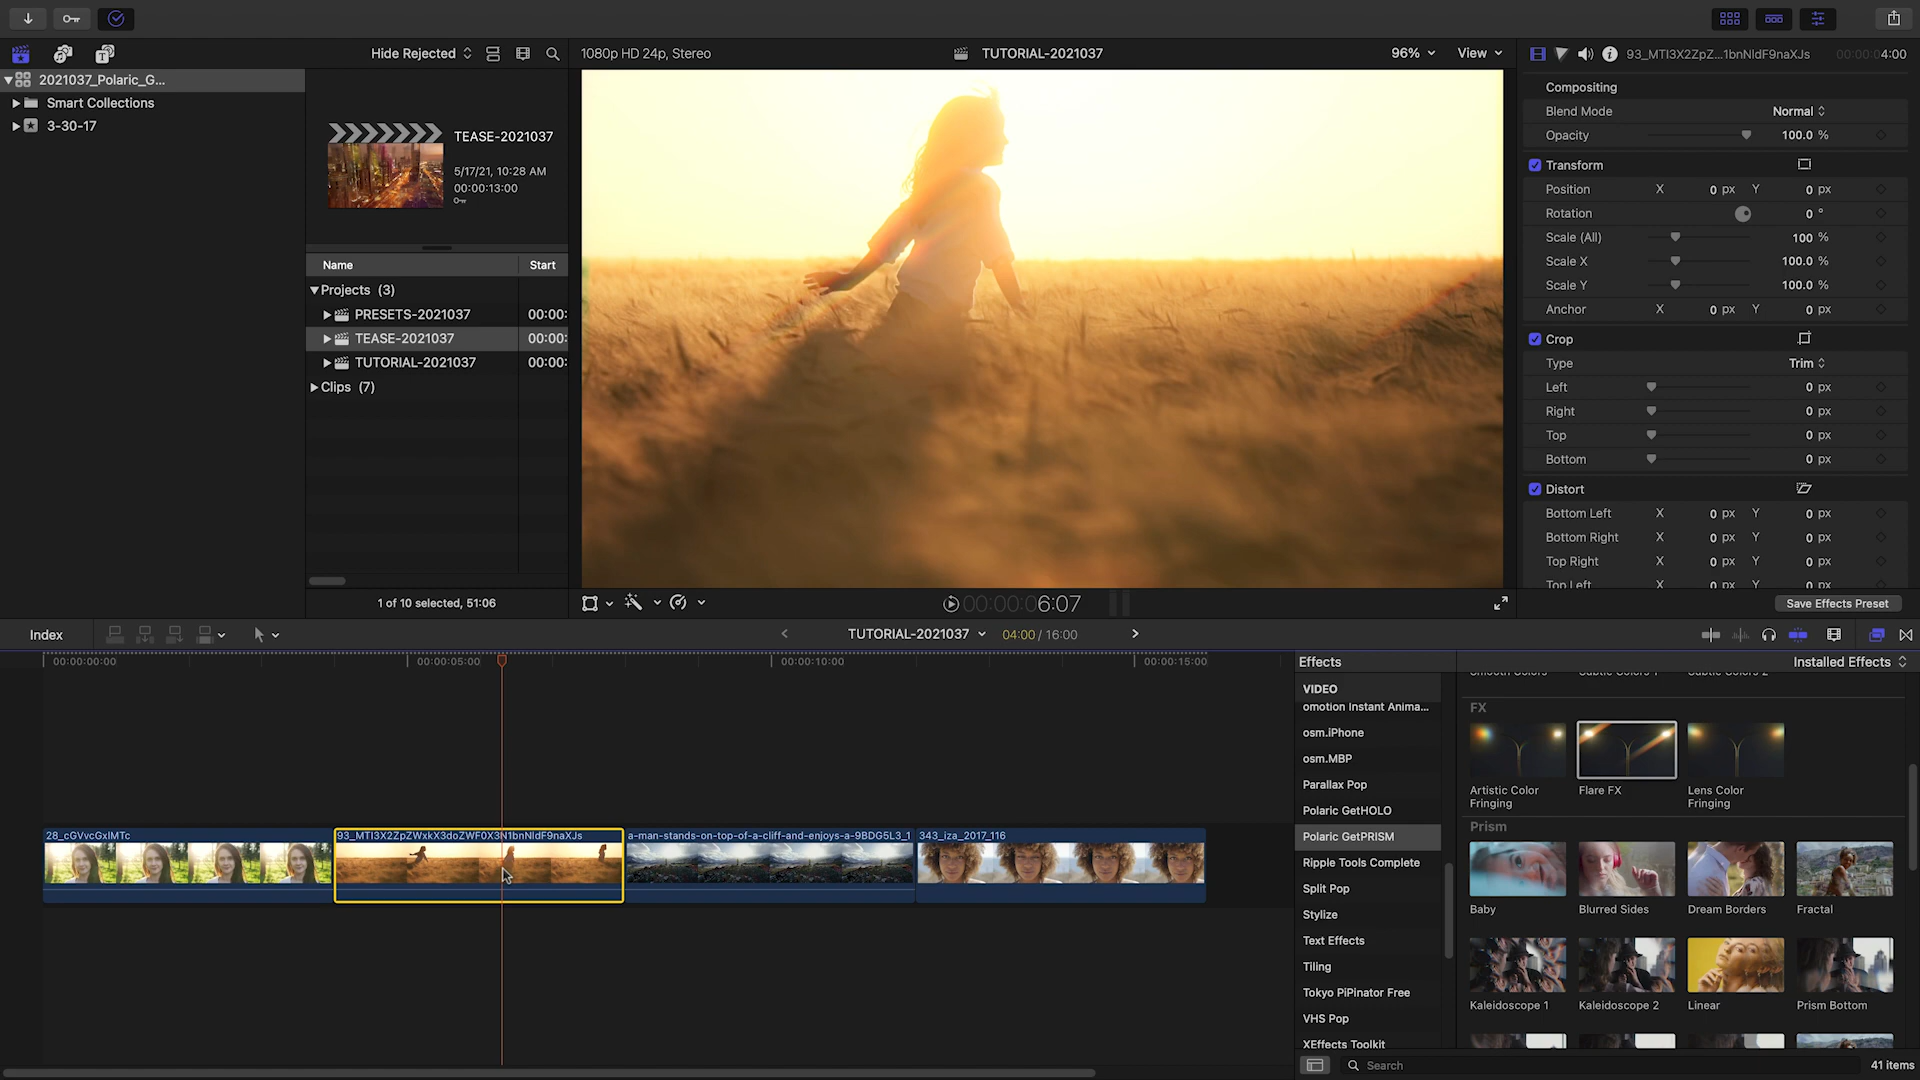 Hide Rejected
1080p HD 24p, Stereo
TUTORIAL-2021037
96%
View
93_MTI3X2ZpZ...1bnNldF9naXJs
00:00:04:00
2021037_Polaric_G...
Smart Collections
3-30-17
TEASE-2021037
5/17/21, 10:28 AM
00:00:13:00
Name
Start
Projects (3)
PRESETS-2021037
00:00:
TEASE-2021037
00:00:
TUTORIAL-2021037
00:00:
Clips (7)
1 of 10 selected, 51:06
Compositing
Blend Mode
Normal
Opacity
100.0 %
Transform
Position
X
0 px
Y
0 px
Rotation
0 °
Scale (All)
100 %
Scale X
100.0 %
Scale Y
100.0 %
Anchor
X
0 px
Y
0 px
Crop
Type
Trim
Left
0 px
Right
0 px
Top
0 px
Bottom
0 px
Distort
Bottom Left
X
0 px
Y
0 px
Bottom Right
X
0 px
Y
0 px
Top Right
X
0 px
Y
0 px
Top Left
X
0 px
Y
0 px
00:00:06:07
Save Effects Preset
Index
TUTORIAL-2021037
04:00 / 16:00
00:00:00:00
00:00:05:00
00:00:10:00
00:00:15:00
28_cGVvcGxlMTc
93_MTI3X2ZpZWxkX3doZWF0X3N1bnNldF9naXJs
a-man-stands-on-top-of-a-cliff-and-enjoys-a-9BDG5L3_1
343_iza_2017_116
Effects
Installed Effects
VIDEO
omotion Instant Anima...
osm.iPhone
osm.MBP
Parallax Pop
Polaric GetHOLO
Polaric GetPRISM
Ripple Tools Complete
Split Pop
Stylize
Text Effects
Tiling
Tokyo PiPinator Free
VHS Pop
XEffects Toolkit
Smooth Colors
Subtle Colors 1
Subtle Colors 2
FX
Artistic Color Fringing
Flare FX
Lens Color Fringing
Prism
Baby
Blurred Sides
Dream Borders
Fractal
Kaleidoscope 1
Kaleidoscope 2
Linear
Prism Bottom
Search
41 items